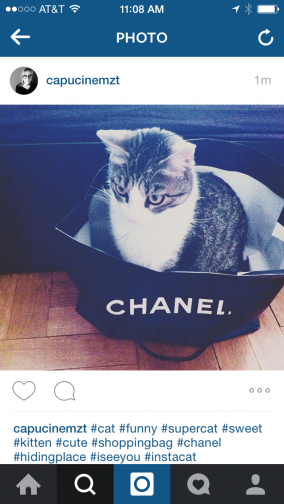 AT&T 11:08 AM
PHOTO
capucinemzt 1m
CHANEL.
capucinemzt #cat #funny #supercat #sweet
#kitten #cute #shoppingbag #chanel
#hidingplace #iseeyou #instacat